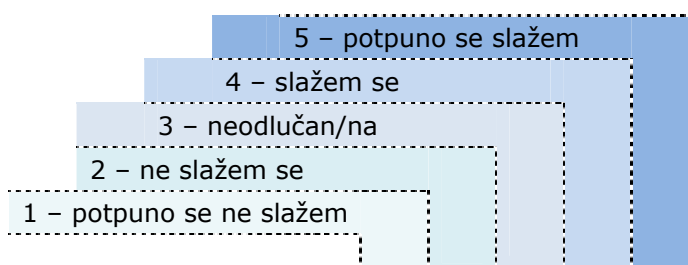 5 – potpuno se slažem
4 – slažem se
3 – neodlučan/na
2 – ne slažem se
1 – potpuno se ne slažem